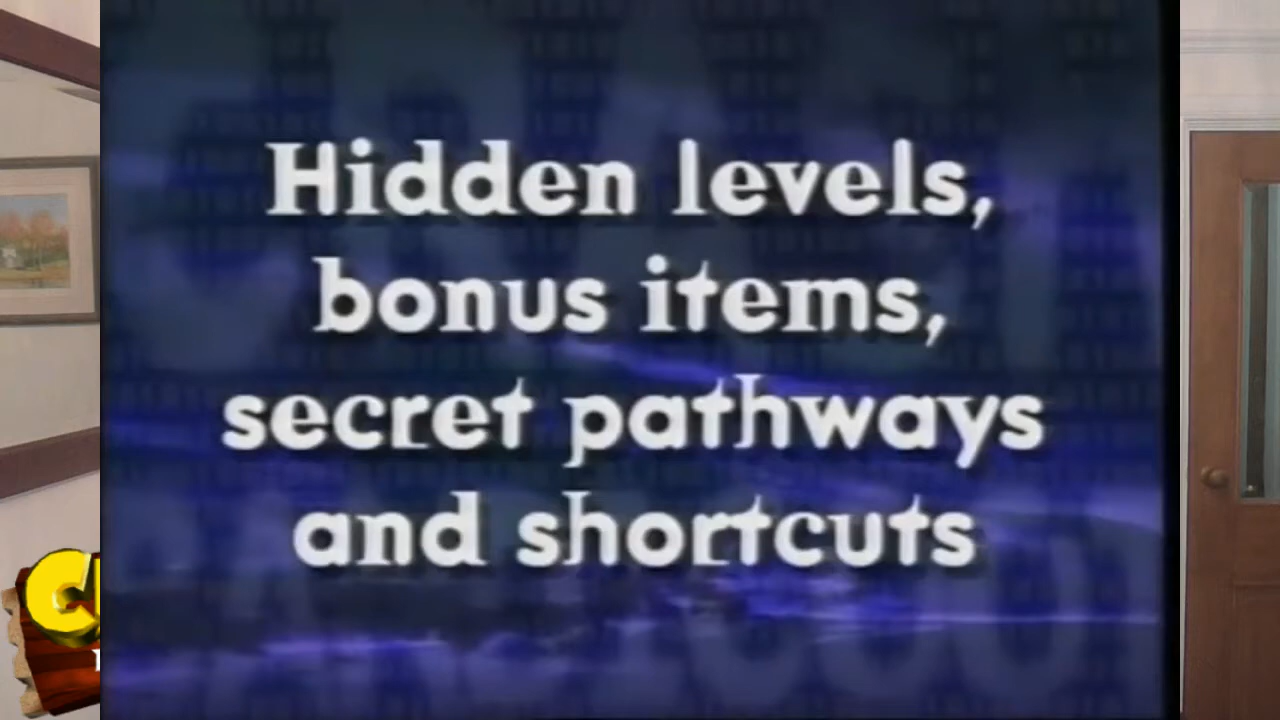 Hidden levels,
bonus items,
secret pathways
and shortcuts